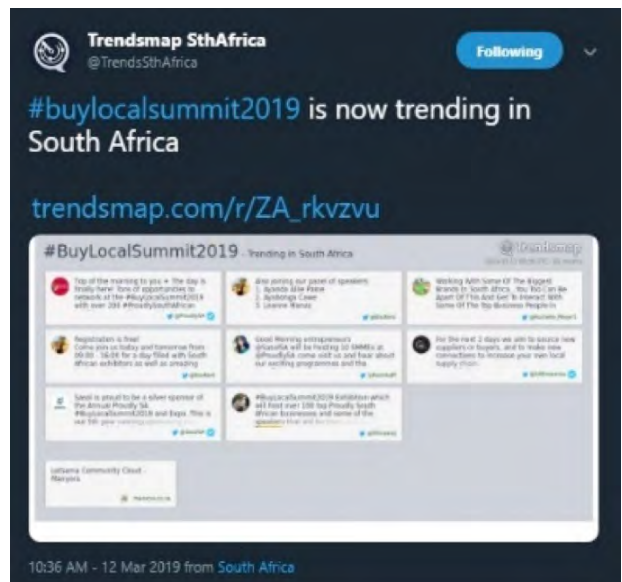 Trendsmap SthAfrica
@TrendsSthAfrica
Following
#buylocalsummit2019 is now trending in
South Africa
trendsmap.com/r/ZA_rkvzvu
#BuyLocalSummit2019 - Trending in South Africa
Trendsmap
Top of the morning to you • The day is
finally here! Tons of opportunities to
network at the #BuyLocalSummit2019
with over 200 #ProudlySouthAfrican
Also joining our panel of speakers
1. Ayanda Allie Paine
2. Ayabonga Cawe
3. Leanne Manas
Working With Some Of The Biggest
Brands In South Africa. You Too Can Be
Apart Of This And Get To Interact With
Some Of The Top Business People In
Registration is free!
Come join us today and tomorrow from
09:00 - 16:00 for a day filled with South
African exhibitors as well as amazing
Good Morning entrepreneurs
will be hosting 10 SMMEs at
@ProudlySA come visit us and hear about
our exciting programmes and the
For the next 2 days we aim to source new
suppliers or buyers, and to make new
connections to increase your own local
supply chain.
Sasol is proud to be a silver sponsor of
the Annual Proudly SA
#BuyLocalSummit2019 and Expo. This is
our 5th year
#BuyLocalSummit2019 Exhibition which
will host over 200 top Proudly South
African businesses and some of the
speakers that will be
Community Cloud -
10:36 AM - 12 Mar 2019 from South Africa